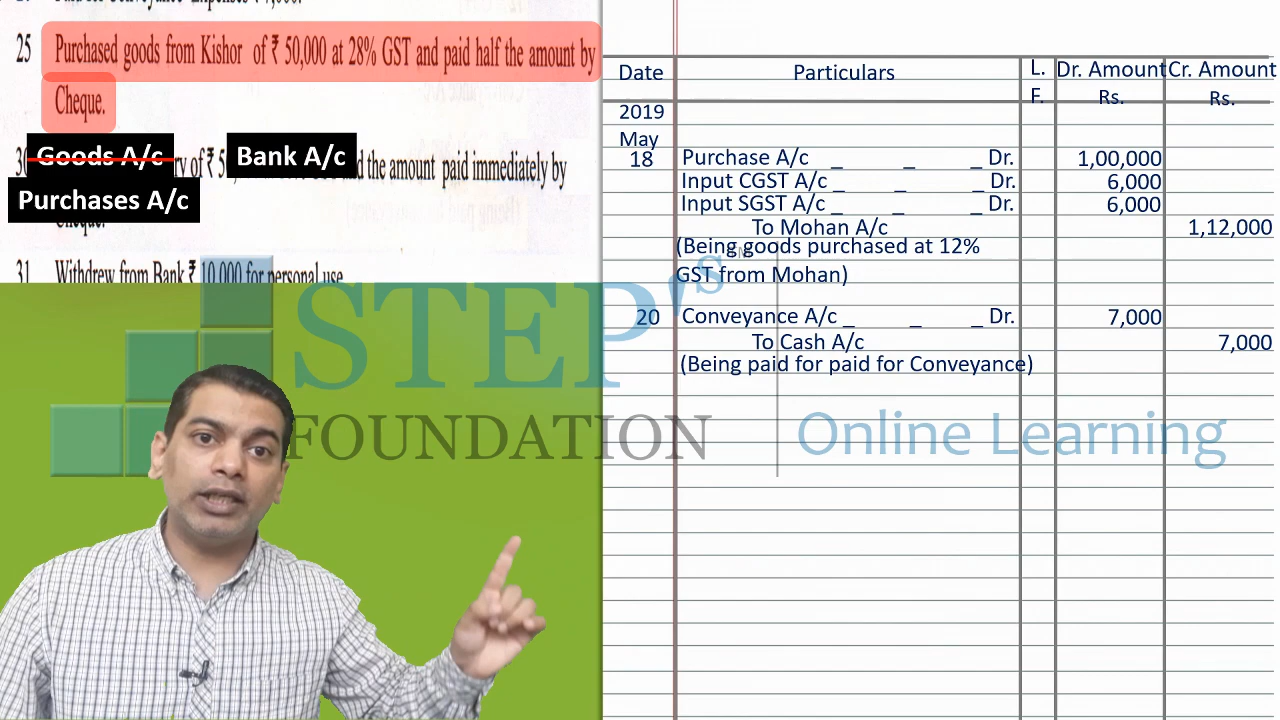 25 Purchased goods from Kishor of ₹ 50,000 at 28% GST and paid half the amount by
Cheque.
Goods A/c
Bank A/c
the amount paid immediately by
Purchases A/c
31 Withdrew from Bank ₹ 10,000 for personal use
Date Particulars L. F. Dr. Amount Rs. Cr. Amount Rs.
2019
May
18 Purchase A/c _ _ _ Dr. 1,00,000
Input CGST A/c _ _ _ Dr. 6,000
Input SGST A/c _ _ _ Dr. 6,000
To Mohan A/c 1,12,000
(Being goods purchased at 12%
GST from Mohan)
20 Conveyance A/c _ _ _ Dr. 7,000
To Cash A/c 7,000
(Being paid for paid for Conveyance)
STEP's
FOUNDATION
Online Learning